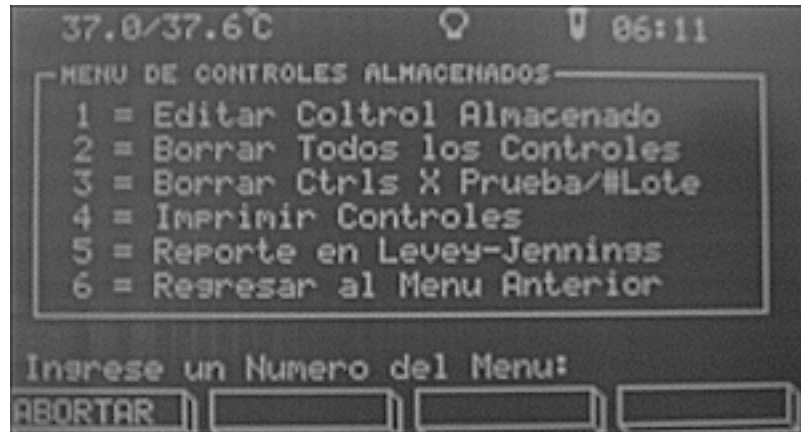 37.0/37.6°C 06:11
MENU DE CONTROLES ALMACENADOS
1 = Editar Coltrol Almacenado
2 = Borrar Todos los Controles
3 = Borrar Ctrls X Prueba/#Lote
4 = Imprimir Controles
5 = Reporte en Levey-Jennings
6 = Regresar al Menu Anterior
Ingrese un Numero del Menu:
ABORTAR